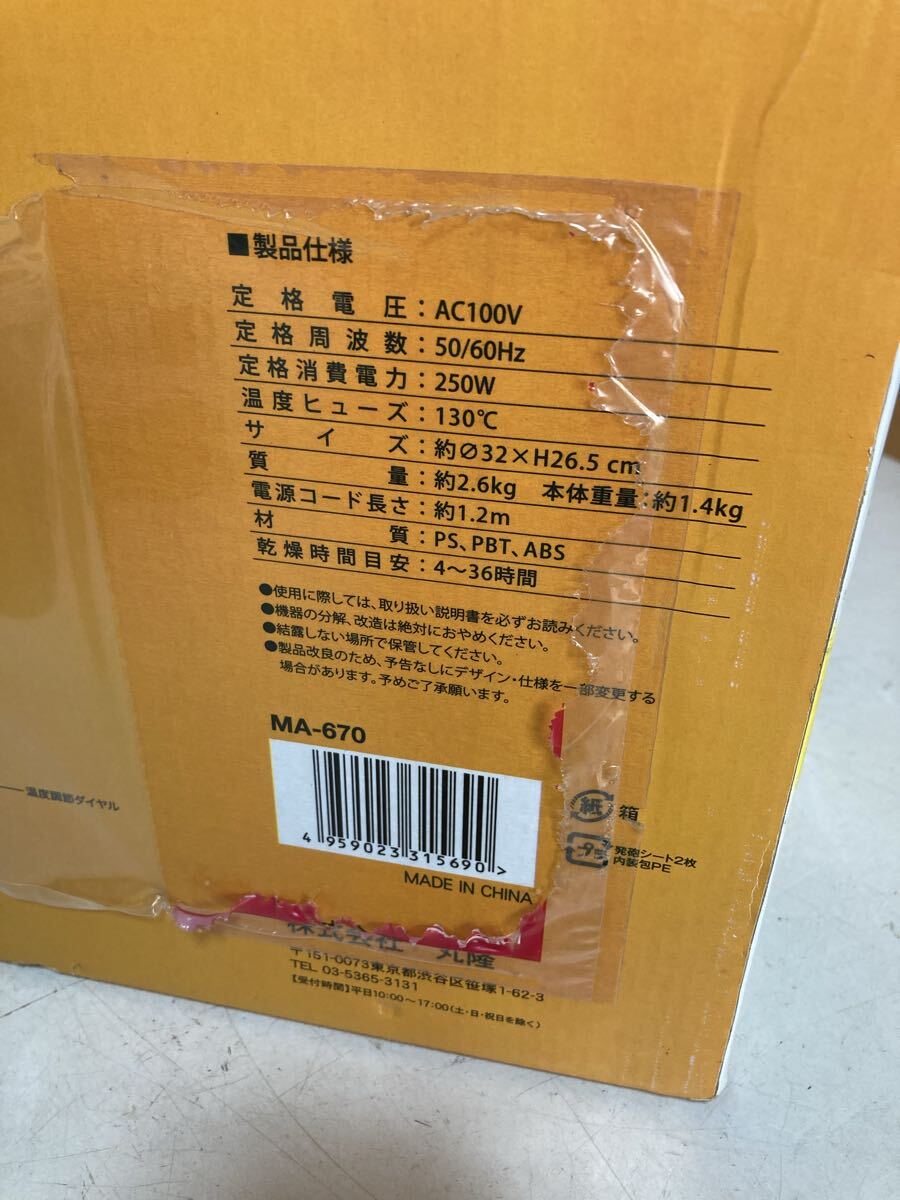 ■製品仕様
定格電圧：AC100V
定格周波数：50/60Hz
定格消費電力：250W
温度ヒューズ：130℃
サイズ：約∅32×H26.5 cm
質量：約2.6kg 本体重量：約1.4kg
電源コード長さ：約1.2m
材質：PS、PBT、ABS
乾燥時間目安：4～36時間
●使用に際しては、取り扱い説明書を必ずお読みください。
●機器の分解、改造は絶対におやめください。
●結露しない場所で保管してください。
●製品改良のため、予告なしにデザイン・仕様を一部変更する
場合があります。予めご了承願います。
MA-670
4 959023 315690 >
MADE IN CHINA
温度調節ダイヤル
紙 箱
プラ 発砲シート2枚
内装包PE
株式会社 丸隆
〒151-0073東京都渋谷区笹塚1-62-3
TEL 03-5365-3131
【受付時間】平日10:00～17:00（土・日・祝日を除く）